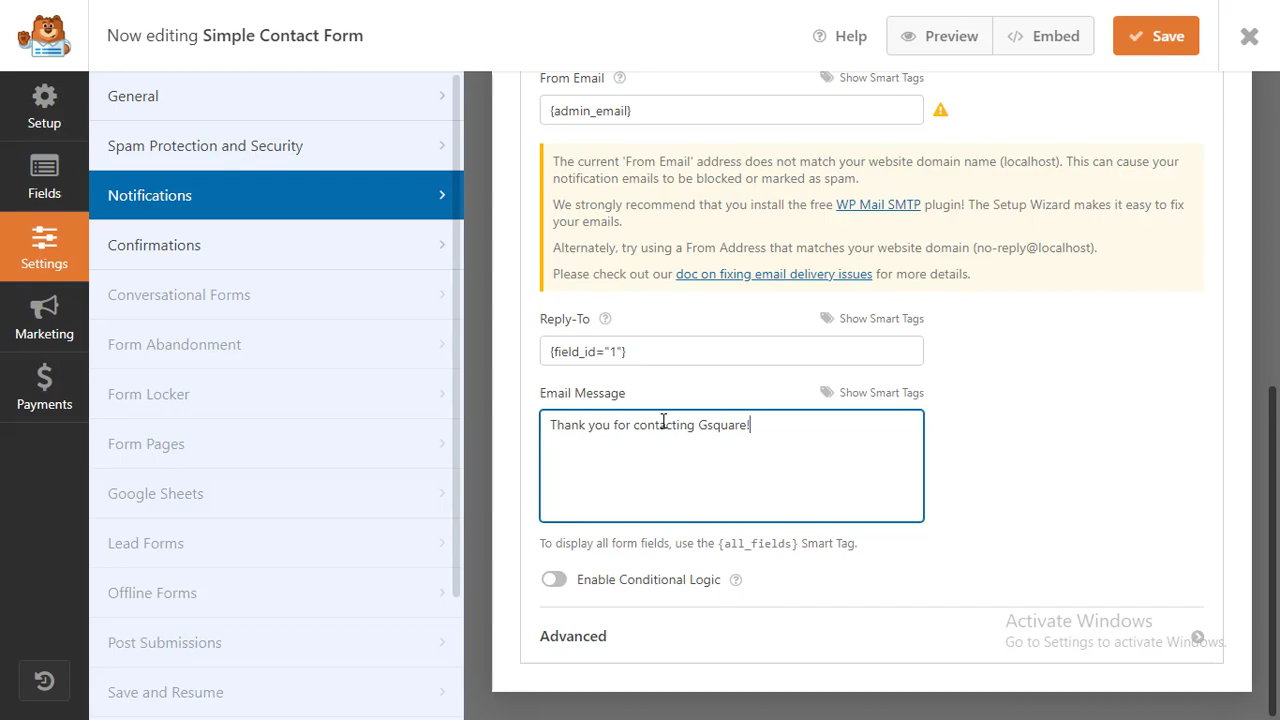 Now editing Simple Contact Form
Help
Preview
Embed
Save
Setup
Fields
Settings
Marketing
Payments
General
Spam Protection and Security
Notifications
Confirmations
Conversational Forms
Form Abandonment
Form Locker
Form Pages
Google Sheets
Lead Forms
Offline Forms
Post Submissions
Save and Resume
From Email
Show Smart Tags
{admin_email}
The current 'From Email' address does not match your website domain name (localhost). This can cause your
notification emails to be blocked or marked as spam.
We strongly recommend that you install the free WP Mail SMTP plugin! The Setup Wizard makes it easy to fix
your emails.
Alternately, try using a From Address that matches your website domain (no-reply@localhost).
Please check out our doc on fixing email delivery issues for more details.
Reply-To
Show Smart Tags
{field_id="1"}
Email Message
Show Smart Tags
Thank you for contacting Gsquare!
To display all form fields, use the {all_fields} Smart Tag.
Enable Conditional Logic
Advanced
Activate Windows
Go to Settings to activate Windows.